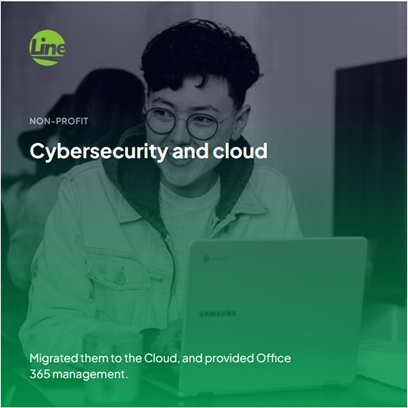 Line
NON-PROFIT
Cybersecurity and cloud
SAMSUNG
Migrated them to the Cloud, and provided Office
365 management.